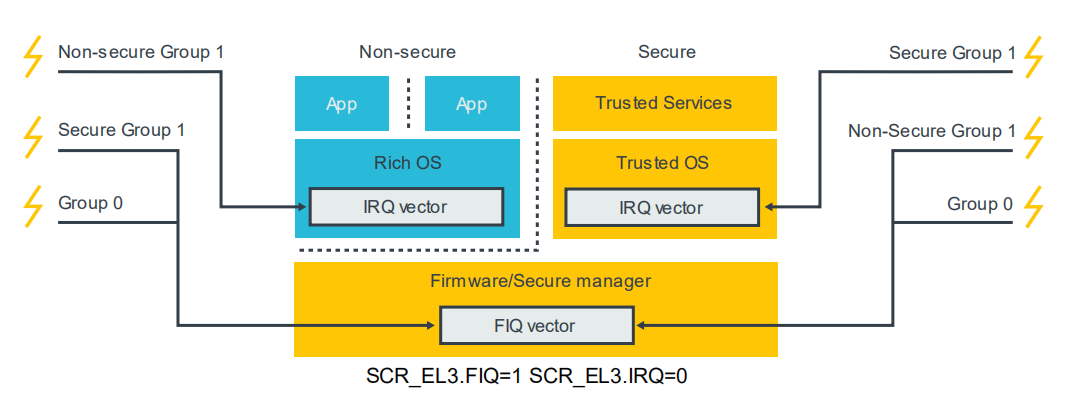 Non-secure Group 1
Non-secure
Secure
Secure Group 1
App
App
Trusted Services
Secure Group 1
Non-Secure Group 1
Rich OS
Trusted OS
Group 0
IRQ vector
IRQ vector
Group 0
Firmware/Secure manager
FIQ vector
SCR_EL3.FIQ=1 SCR_EL3.IRQ=0